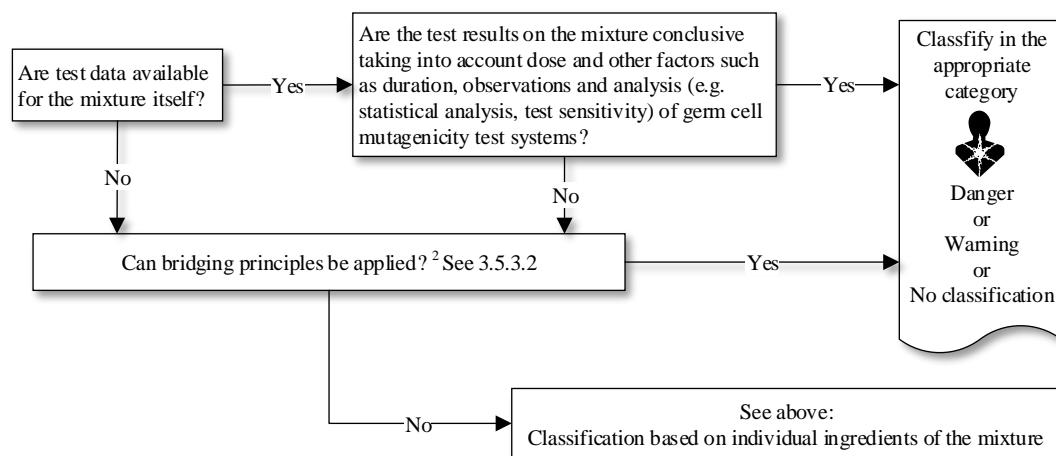 Are test data available
for the mixture itself?
Yes
Are the test results on the mixture conclusive
taking into account dose and other factors such
as duration, observations and analysis (e.g.
statistical analysis, test sensitivity) of germ cell
mutagenicity test systems?
Yes
Classfify in the
appropriate
category
Danger
or
Warning
or
No classification
No
No
Can bridging principles be applied? ² See 3.5.3.2
Yes
No
See above:
Classification based on individual ingredients of the mixture